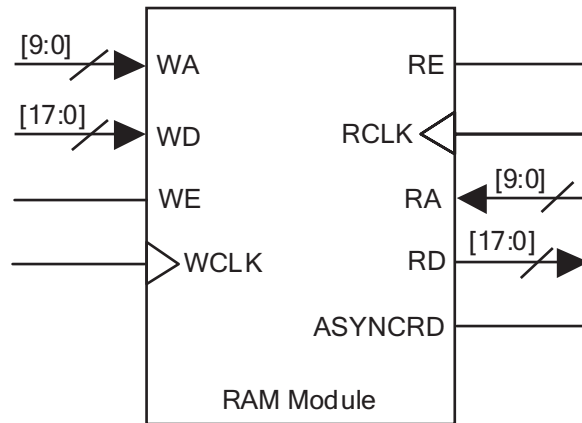 [9:0]
WA
RE
[17:0]
WD
RCLK
WE
RA
[9:0]
WCLK
RD
[17:0]
ASYNCRD
RAM Module